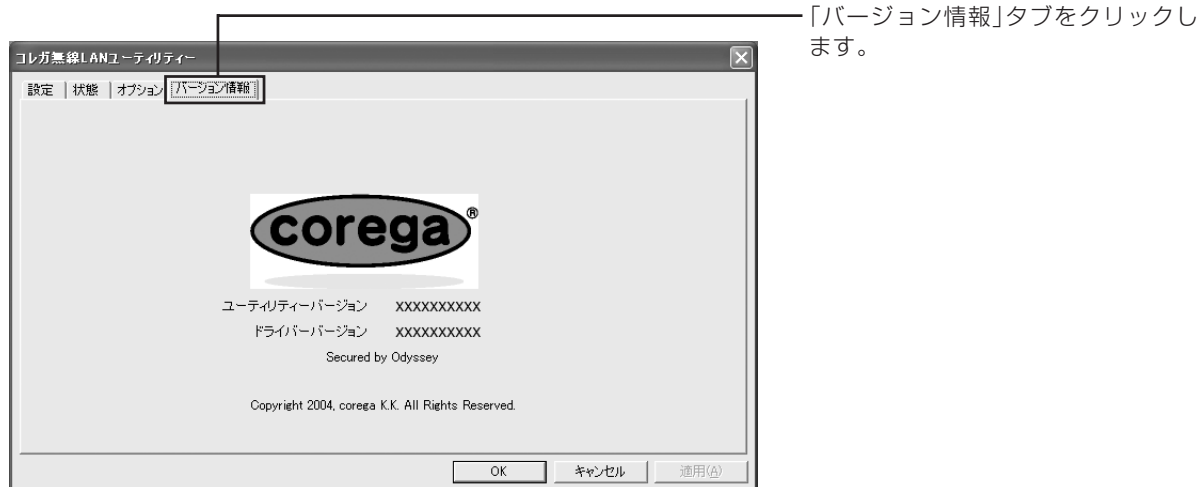 「バージョン情報」タブをクリックし
ます。
コレガ無線LANユーティリティー
設定 状態 オプション バージョン情報
corega®
ユーティリティーバージョン XXXXXXXXXX
ドライバーバージョン XXXXXXXXXX
Secured by Odyssey
Copyright 2004, corega K.K. All Rights Reserved.
OK キャンセル 適用(A)